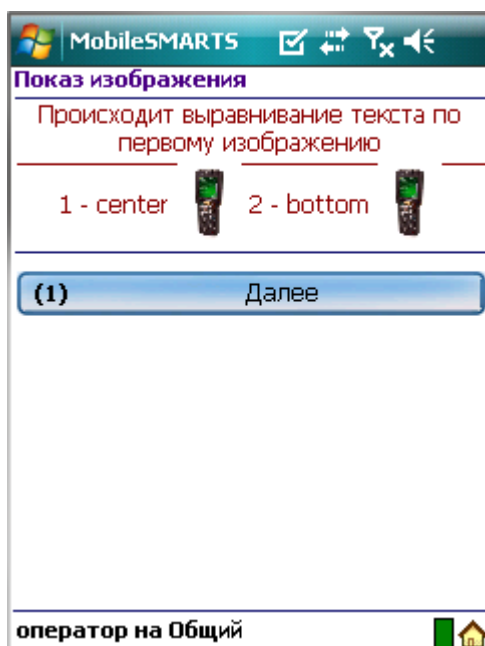 MobileSMARTS
Показ изображения
Происходит выравнивание текста по
первому изображению
1 - center 2 - bottom
(1) Далее
оператор на Общий